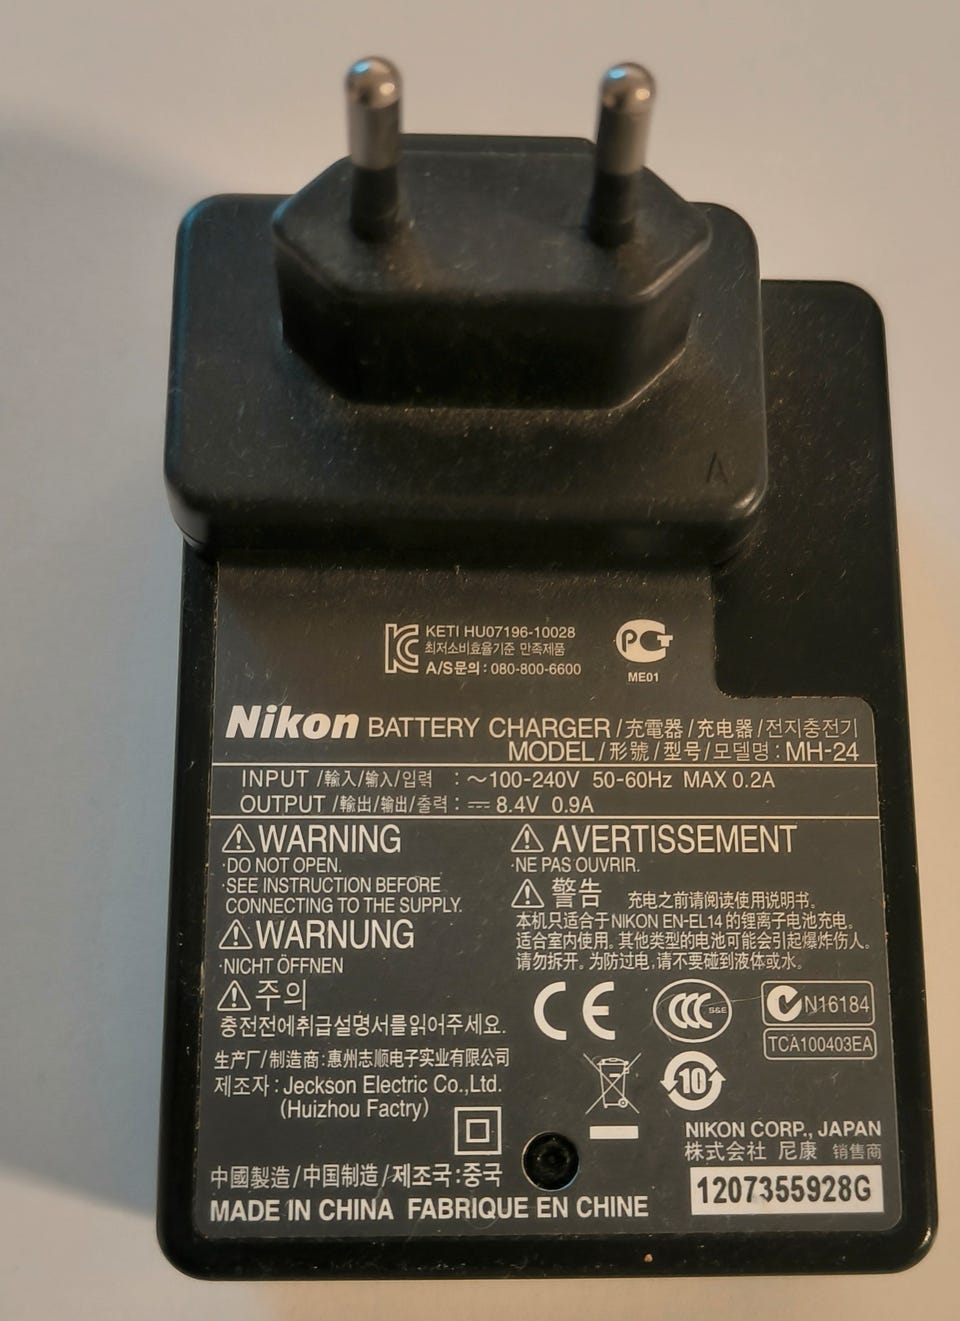 A
KETI HU07196-10028
최저소비효율기준 만족제품
A/S문의 : 080-800-6600
PCT
ME01
Nikon BATTERY CHARGER /充電器 /充电器 /전지충전기
MODEL /形號 /型号 /모델명 : MH-24
INPUT /輸入/输入/입력 : ～100-240V 50-60Hz MAX 0.2A
OUTPUT /輸出/输出/출력 : ⎓ 8.4V 0.9A
⚠WARNING
·DO NOT OPEN.
·SEE INSTRUCTION BEFORE
CONNECTING TO THE SUPPLY.
⚠WARNUNG
·NICHT ÖFFNEN
⚠주의
충전전에취급설명서를읽어주세요.
⚠ AVERTISSEMENT
·NE PAS OUVRIR.
⚠ 警告 充电之前请阅读使用说明书。
本机只适合于NIKON EN-EL14的锂离子电池充电。
适合室内使用。其他类型的电池可能会引起爆炸伤人。
请勿拆开。为防过电,请不要碰到液体或水。
CE
CCC S&E
N16184
TCA100403EA
10
生产厂/制造商:惠州志顺电子实业有限公司
제조자 : Jeckson Electric Co.,Ltd.
(Huizhou Factry)
中國製造/中国制造/제조국:중국
MADE IN CHINA FABRIQUE EN CHINE
NIKON CORP., JAPAN
株式会社 尼康 销售商
1207355928G